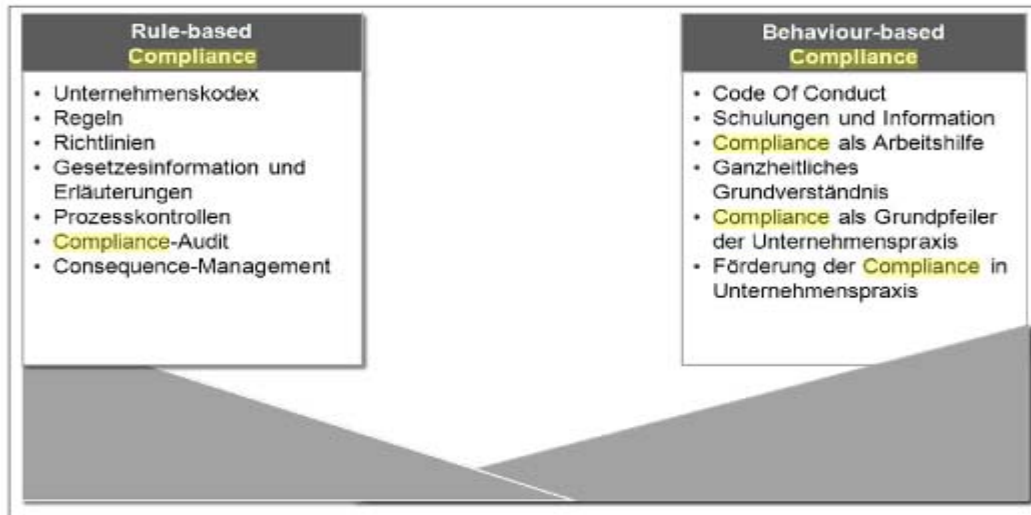 Rule-based
Compliance
• Unternehmenskodex
• Regeln
• Richtlinien
• Gesetzesinformation und
Erläuterungen
• Prozesskontrollen
• Compliance-Audit
• Consequence-Management
Behaviour-based
Compliance
• Code Of Conduct
• Schulungen und Information
• Compliance als Arbeitshilfe
• Ganzheitliches
Grundverständnis
• Compliance als Grundpfeiler
der Unternehmenspraxis
• Förderung der Compliance in
Unternehmenspraxis